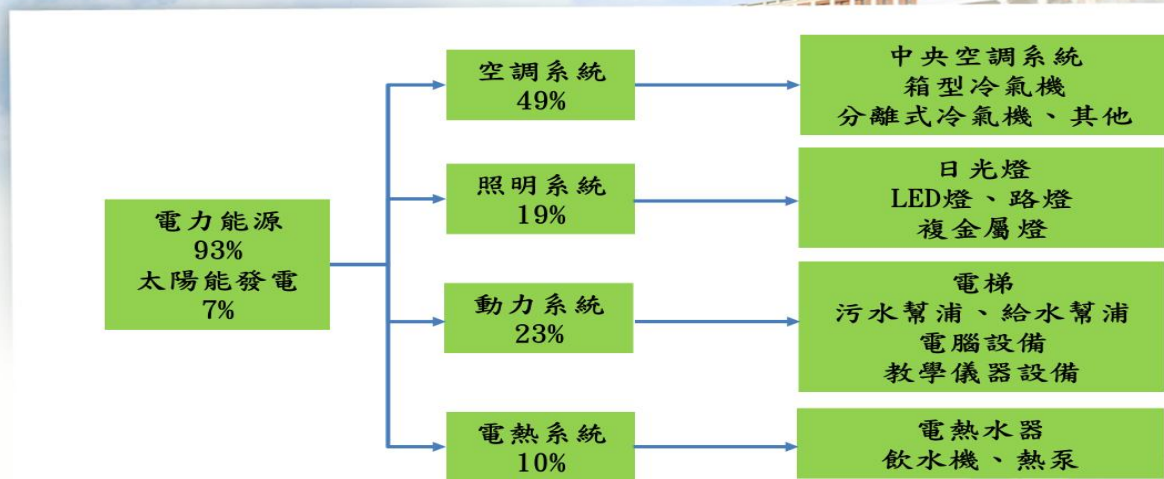 電力能源
93%
太陽能發電
7%
空調系統
49%
中央空調系統
箱型冷氣機
分離式冷氣機、其他
照明系統
19%
日光燈
LED燈、路燈
複金屬燈
動力系統
23%
電梯
污水幫浦、給水幫浦
電腦設備
教學儀器設備
電熱系統
10%
電熱水器
飲水機、熱泵